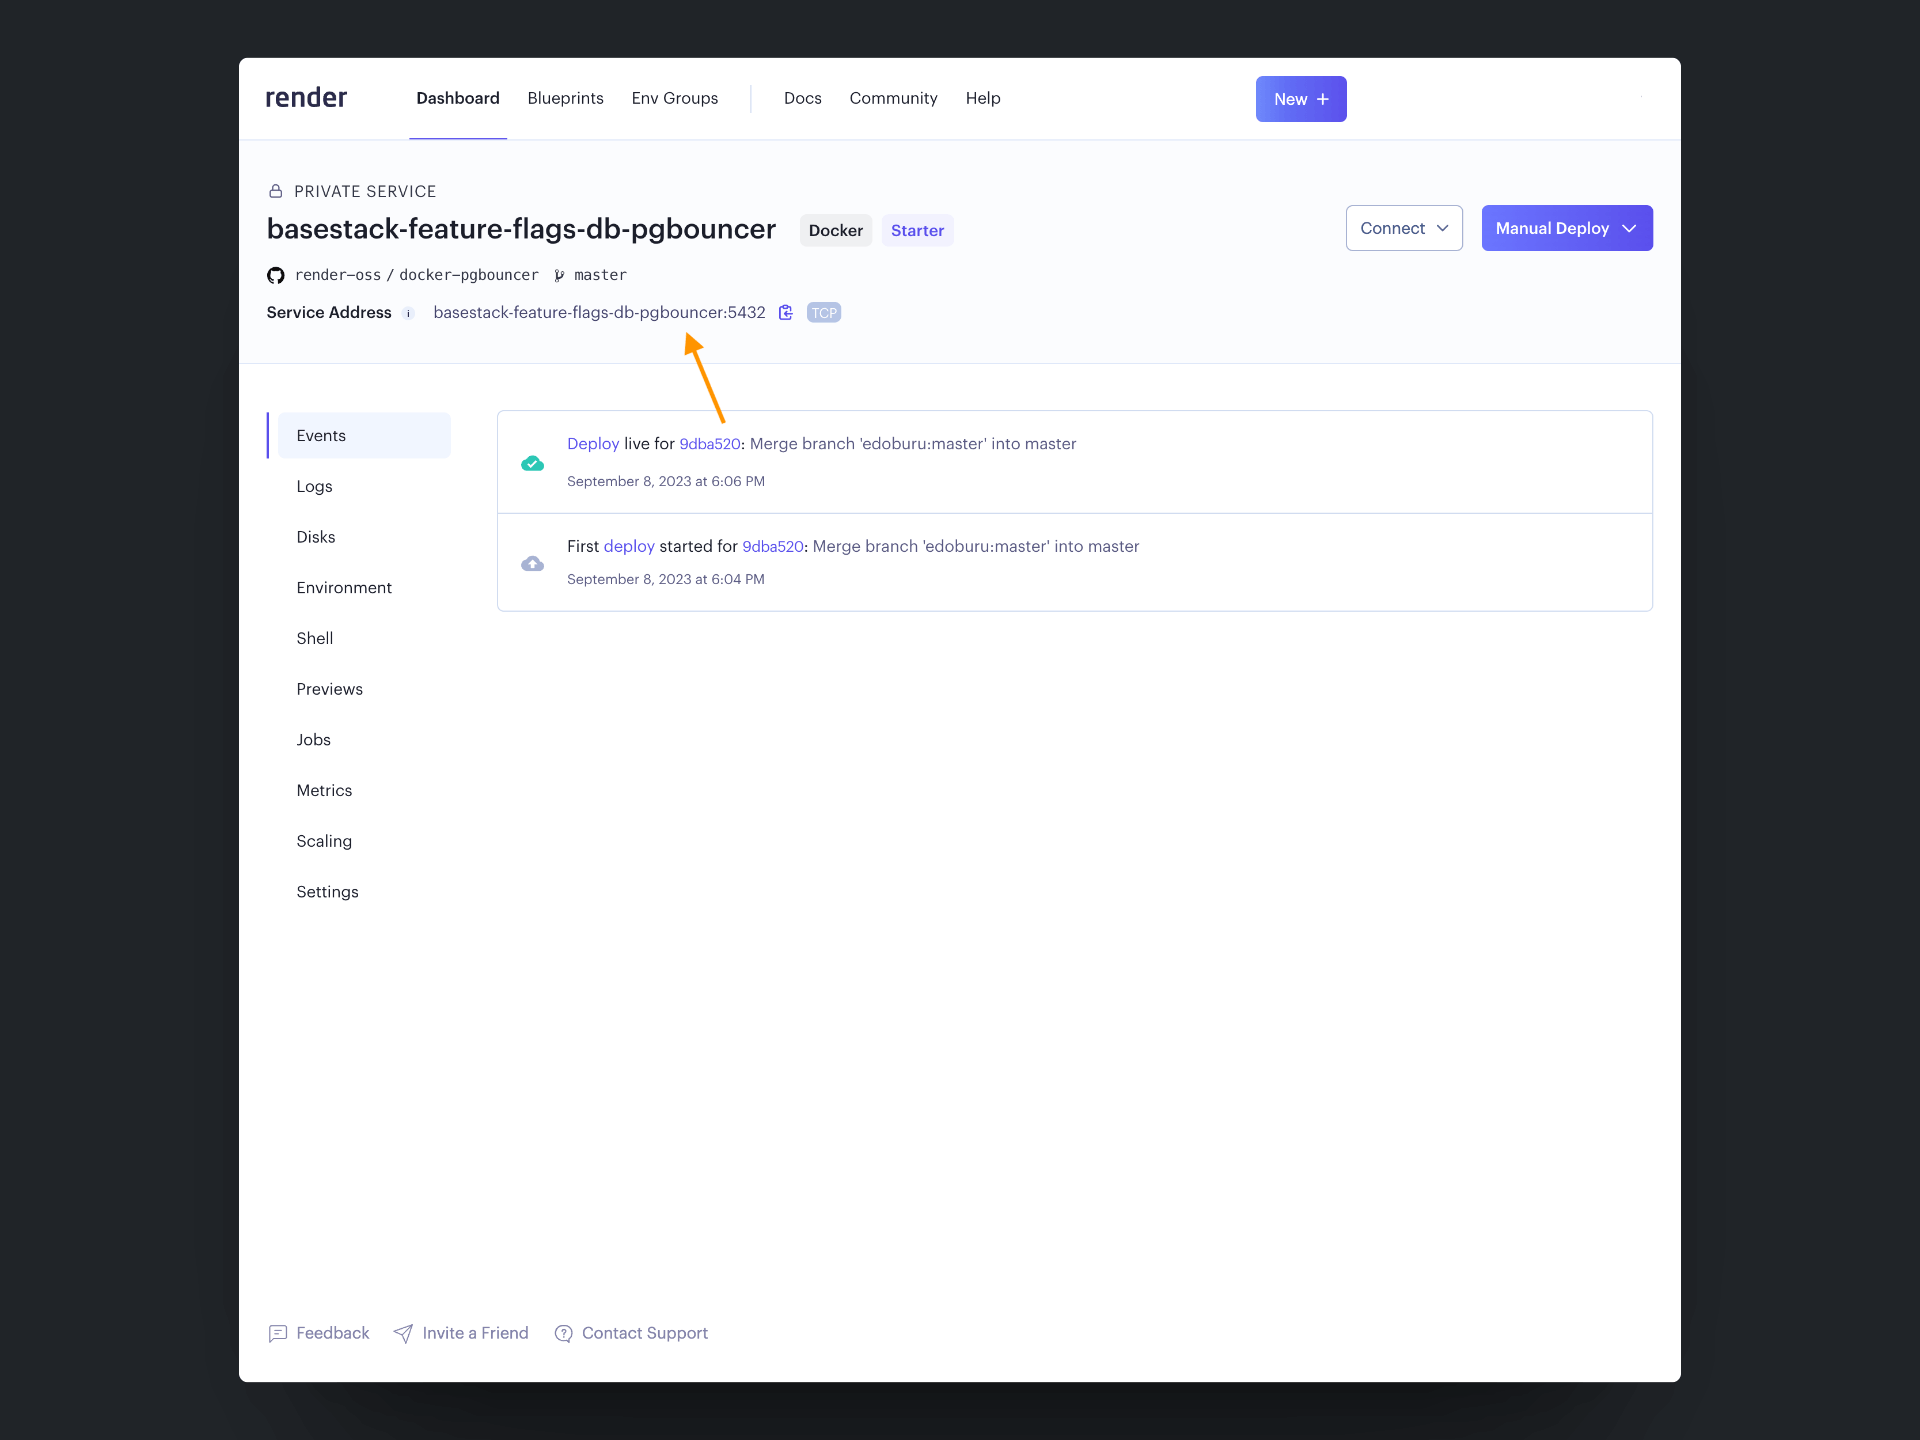 render
Dashboard Blueprints Env Groups Docs Community Help New +
PRIVATE SERVICE
basestack-feature-flags-db-pgbouncer Docker Starter
Connect Manual Deploy
render-oss / docker-pgbouncer master
Service Address i basestack-feature-flags-db-pgbouncer:5432 TCP
Events
Logs
Disks
Environment
Shell
Previews
Jobs
Metrics
Scaling
Settings
Deploy live for 9dba520: Merge branch 'edoburu:master' into master
September 8, 2023 at 6:06 PM
First deploy started for 9dba520: Merge branch 'edoburu:master' into master
September 8, 2023 at 6:04 PM
Feedback Invite a Friend Contact Support